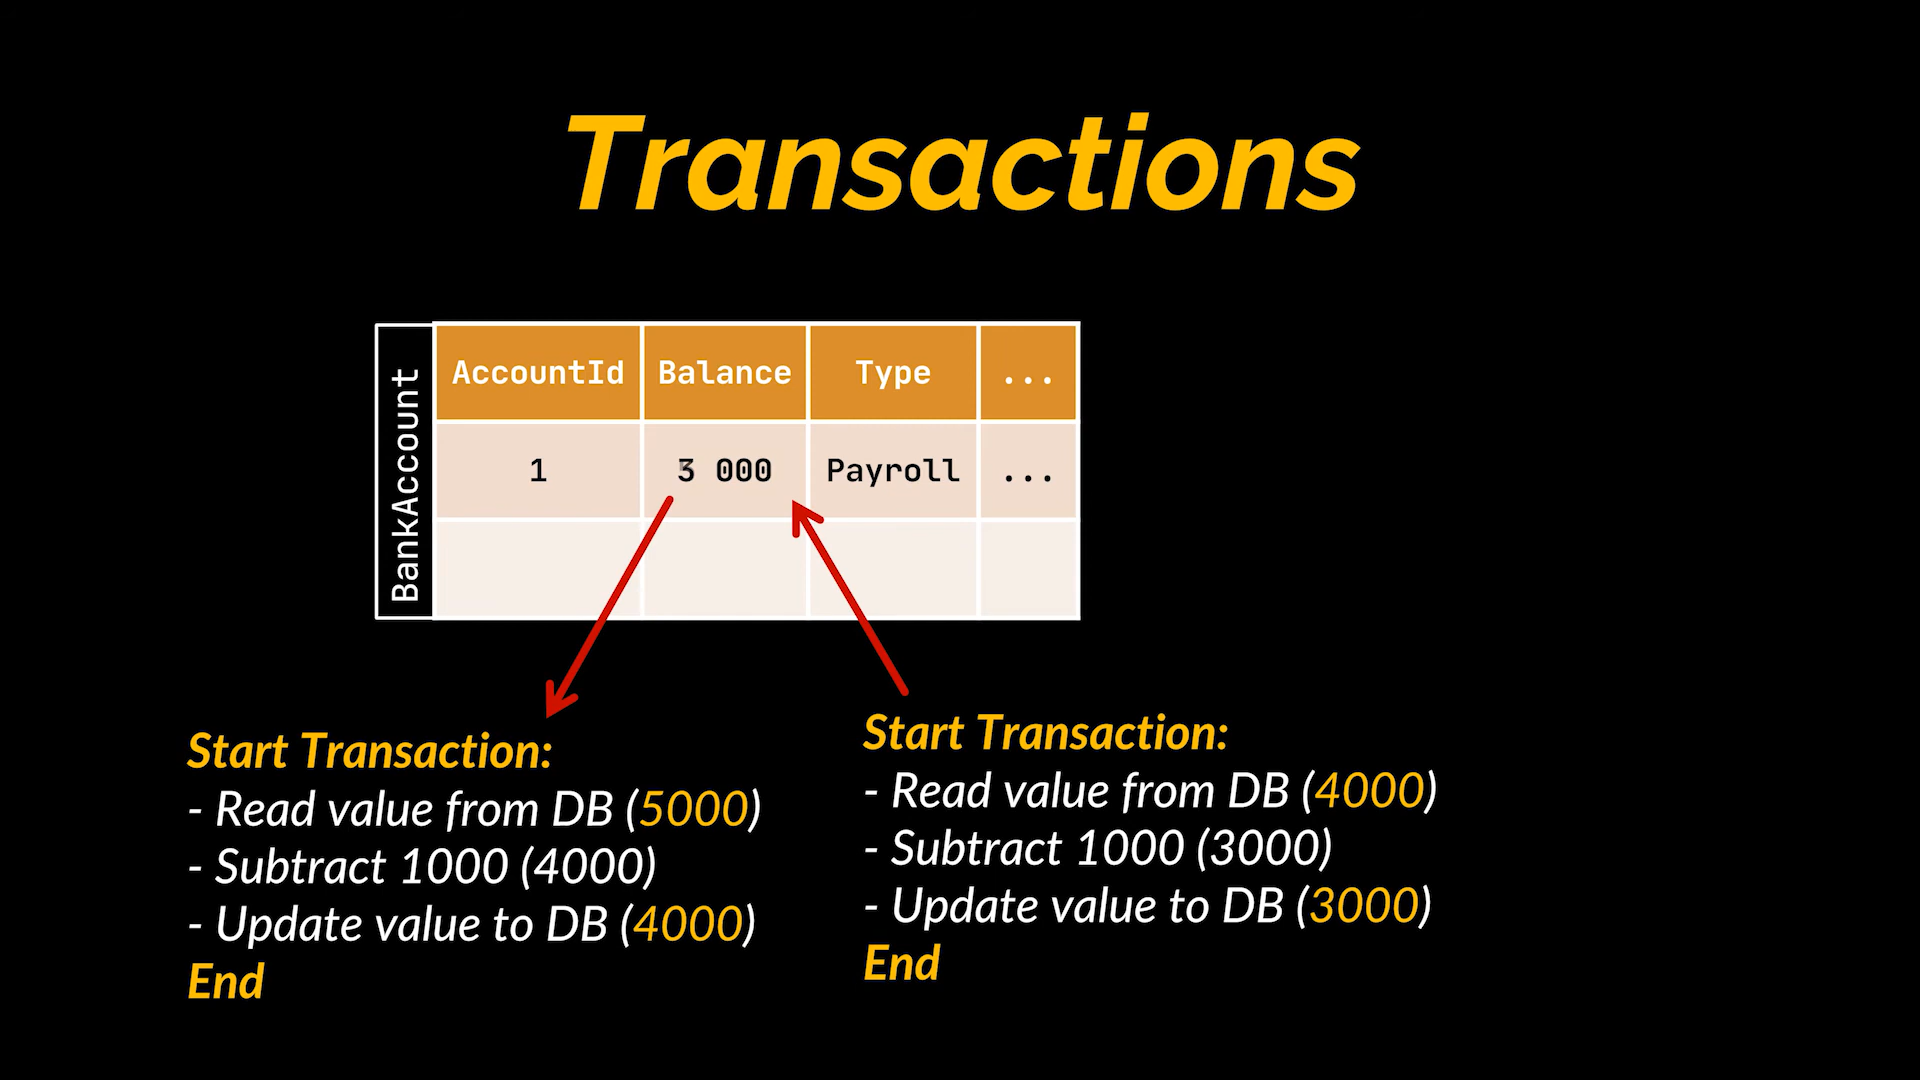 Transactions
BankAccount
AccountId Balance Type ...
1 3 000 Payroll ...
Start Transaction:
- Read value from DB (5000)
- Subtract 1000 (4000)
- Update value to DB (4000)
End
Start Transaction:
- Read value from DB (4000)
- Subtract 1000 (3000)
- Update value to DB (3000)
End